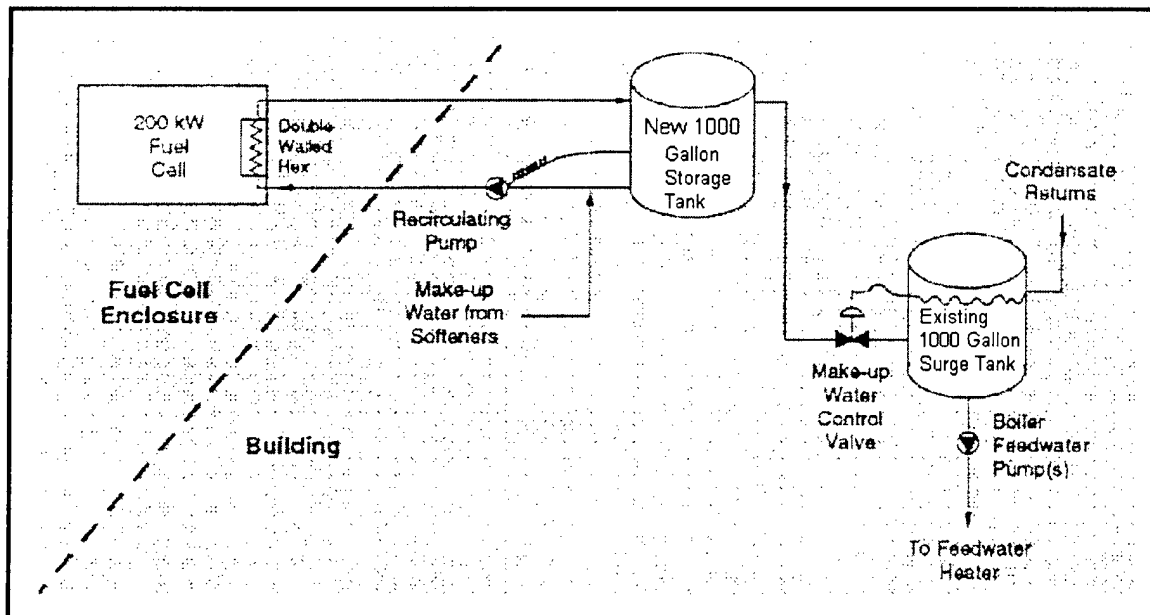 200 kW
Fuel
Cell
Double
Walled
Hex
New 1000
Gallon
Storage
Tank
Condensate
Returns
Recirculating
Pump
Fuel Cell
Enclosure
Make-up
Water from
Softeners
Existing
1000 Gallon
Surge Tank
Make-up
Water
Control
Valve
Building
Boiler
Feedwater
Pump(s)
To Feedwater
Heater